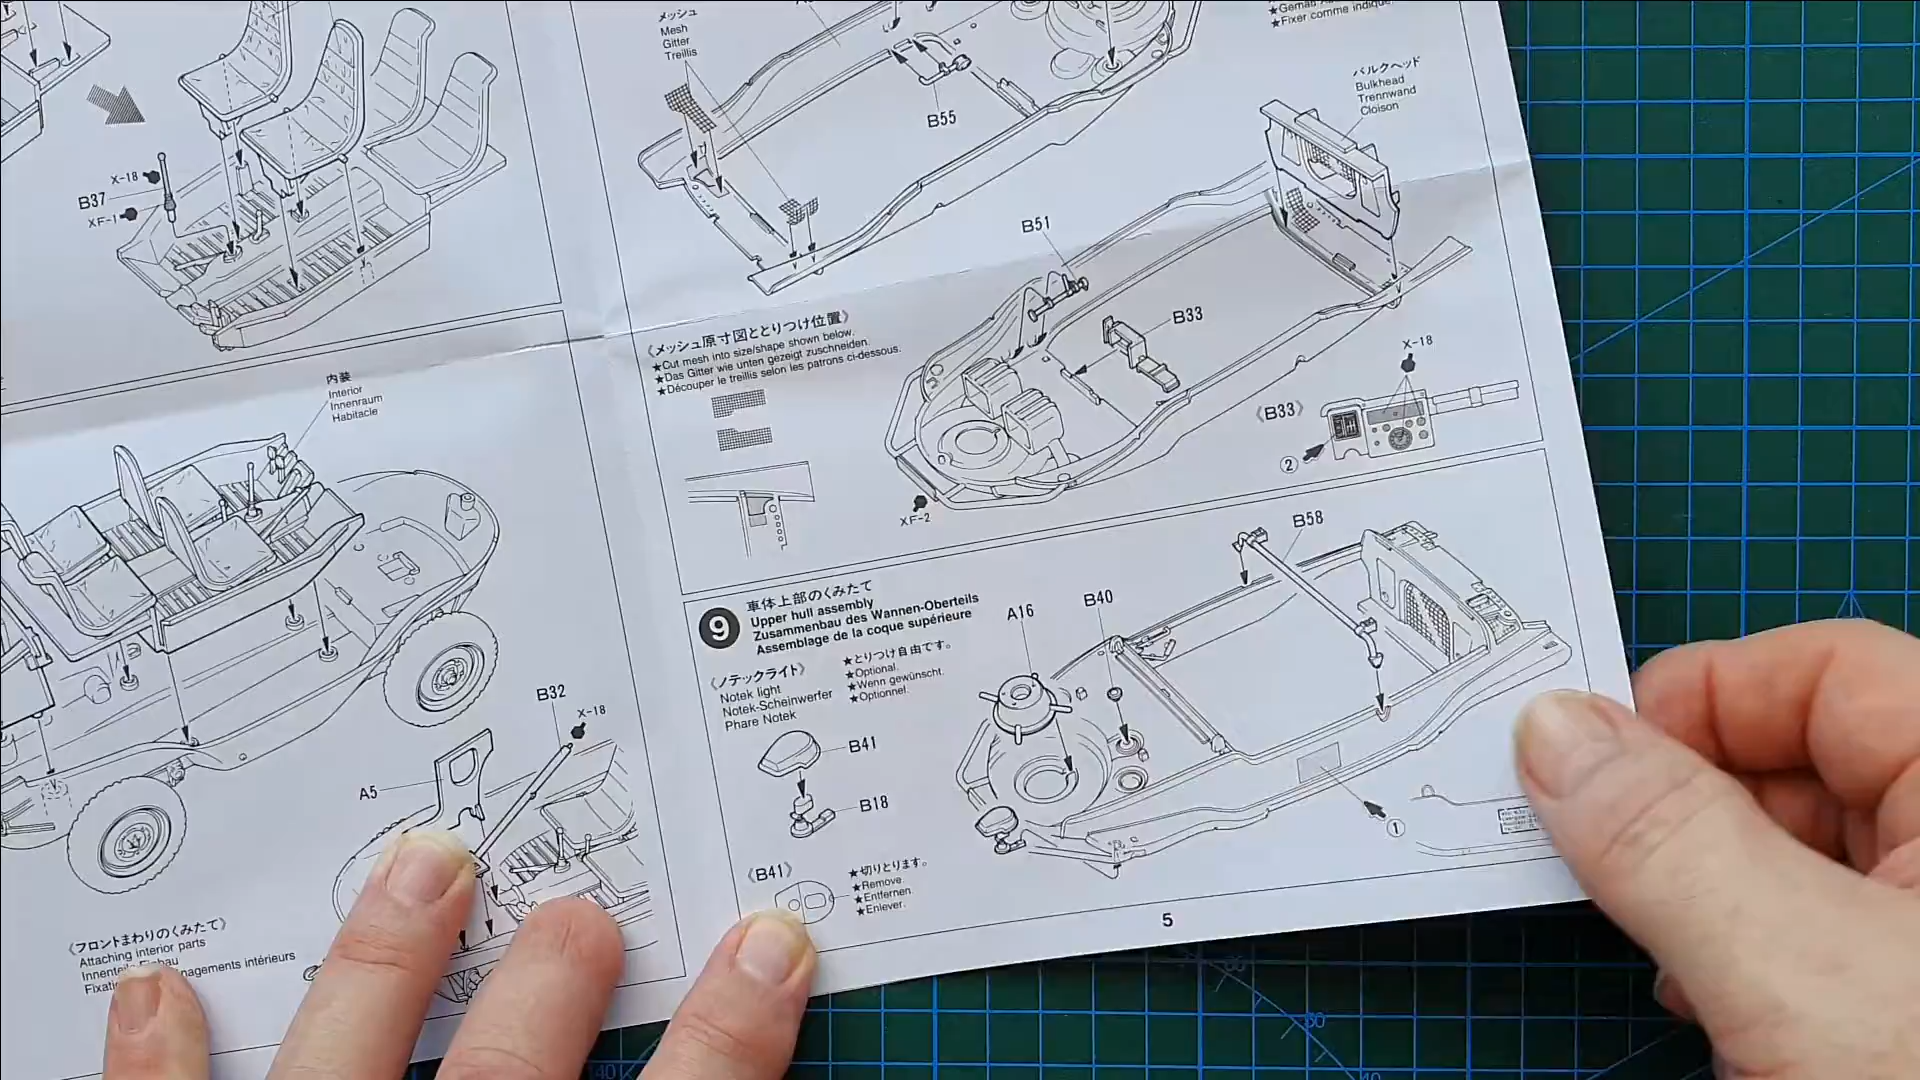 X-18
B37
XF-1
内装
Interior
Innenraum
Habitacle
B32
X-18
A5
《フロントまわりのくみたて》
Attaching interior parts
メッシュ
Mesh
Gitter
Treillis
B55
★Fixer comme
バルクヘッド
Bulkhead
Trennwand
Cloison
B51
B33
X-18
《B33》
2
XF-2
《メッシュ原寸図ととりつけ位置》
★Cut mesh into size/shape shown below.
★Das Gitter wie unten gezeigt zuschneiden.
★Découper le treillis selon les patrons ci-dessous.
9
車体上部のくみたて
Upper hull assembly
Zusammenbau des Wannen-Oberteils
Assemblage de la coque supérieure
《ノテックライト》
Notek light
Notek-Scheinwerfer
Phare Notek
★とりつけ自由です。
★Optional.
★Wenn gewünscht.
★Optionnel.
B41
B18
《B41》
★切りとります。
★Remove.
★Entfernen.
★Enlever.
A16
B40
B58
1
5